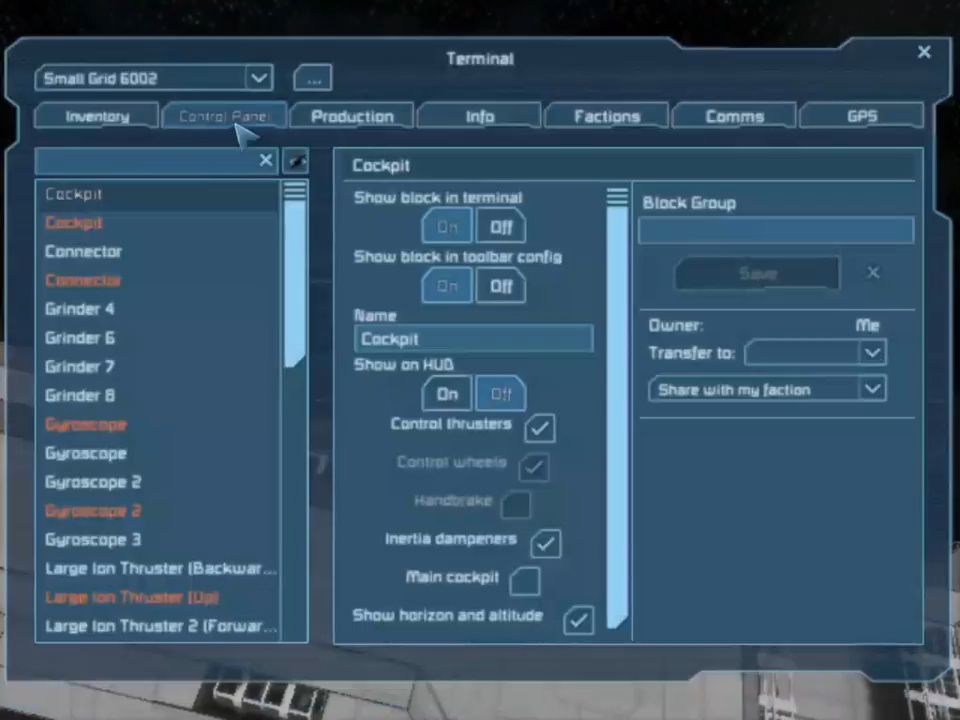 Terminal
Small Grid 6002
...
Inventory
Control Panel
Production
Info
Factions
Comms
GPS
Cockpit
Cockpit
Connector
Connector
Grinder 4
Grinder 6
Grinder 7
Grinder 8
Gyroscope
Gyroscope
Gyroscope 2
Gyroscope 2
Gyroscope 3
Large Ion Thruster (Backwar...
Large Ion Thruster (Up)
Large Ion Thruster 2 (Forwar...
Cockpit
Show block in terminal
On Off
Show block in toolbar config
On Off
Name
Cockpit
Show on HUD
On Off
Control thrusters
Control wheels
Handbrake
Inertia dampeners
Main cockpit
Show horizon and altitude
Block Group
Save
Owner: Me
Transfer to:
Share with my faction